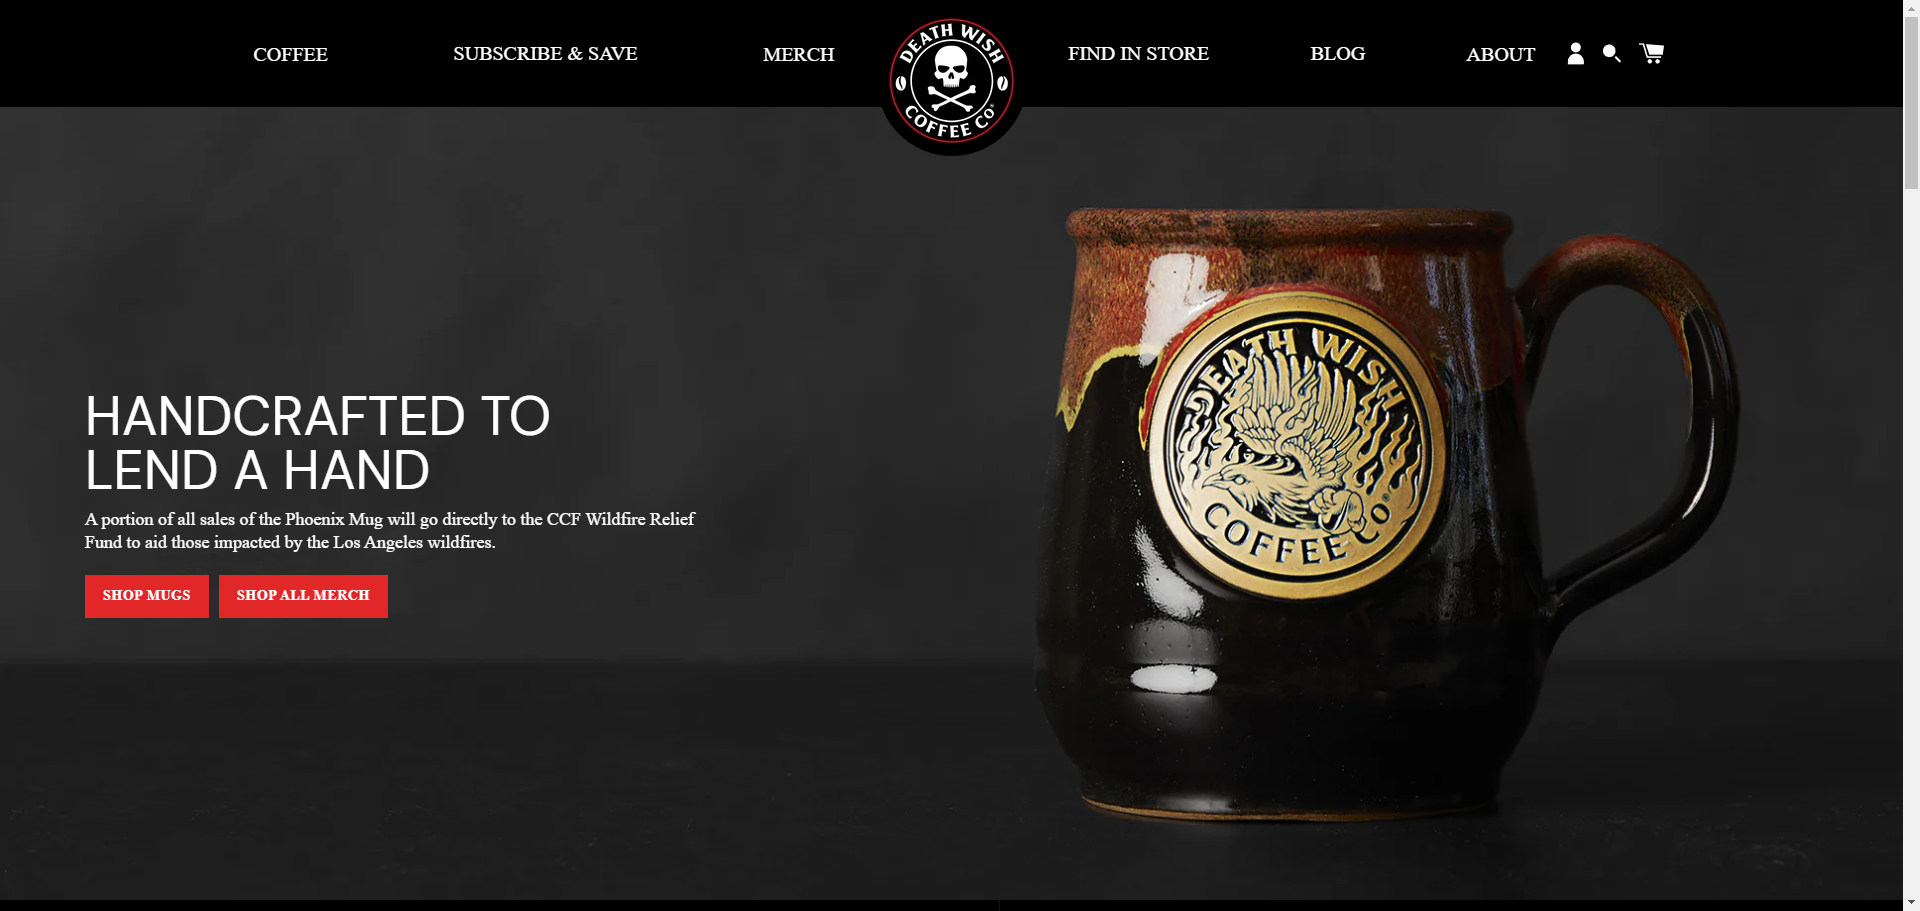 COFFEE
SUBSCRIBE & SAVE
MERCH
DEATH WISH
COFFEE CO
FIND IN STORE
BLOG
ABOUT
HANDCRAFTED TO
LEND A HAND
A portion of all sales of the Phoenix Mug will go directly to the CCF Wildfire Relief
Fund to aid those impacted by the Los Angeles wildfires.
SHOP MUGS
SHOP ALL MERCH
DEATH WISH
COFFEE CO